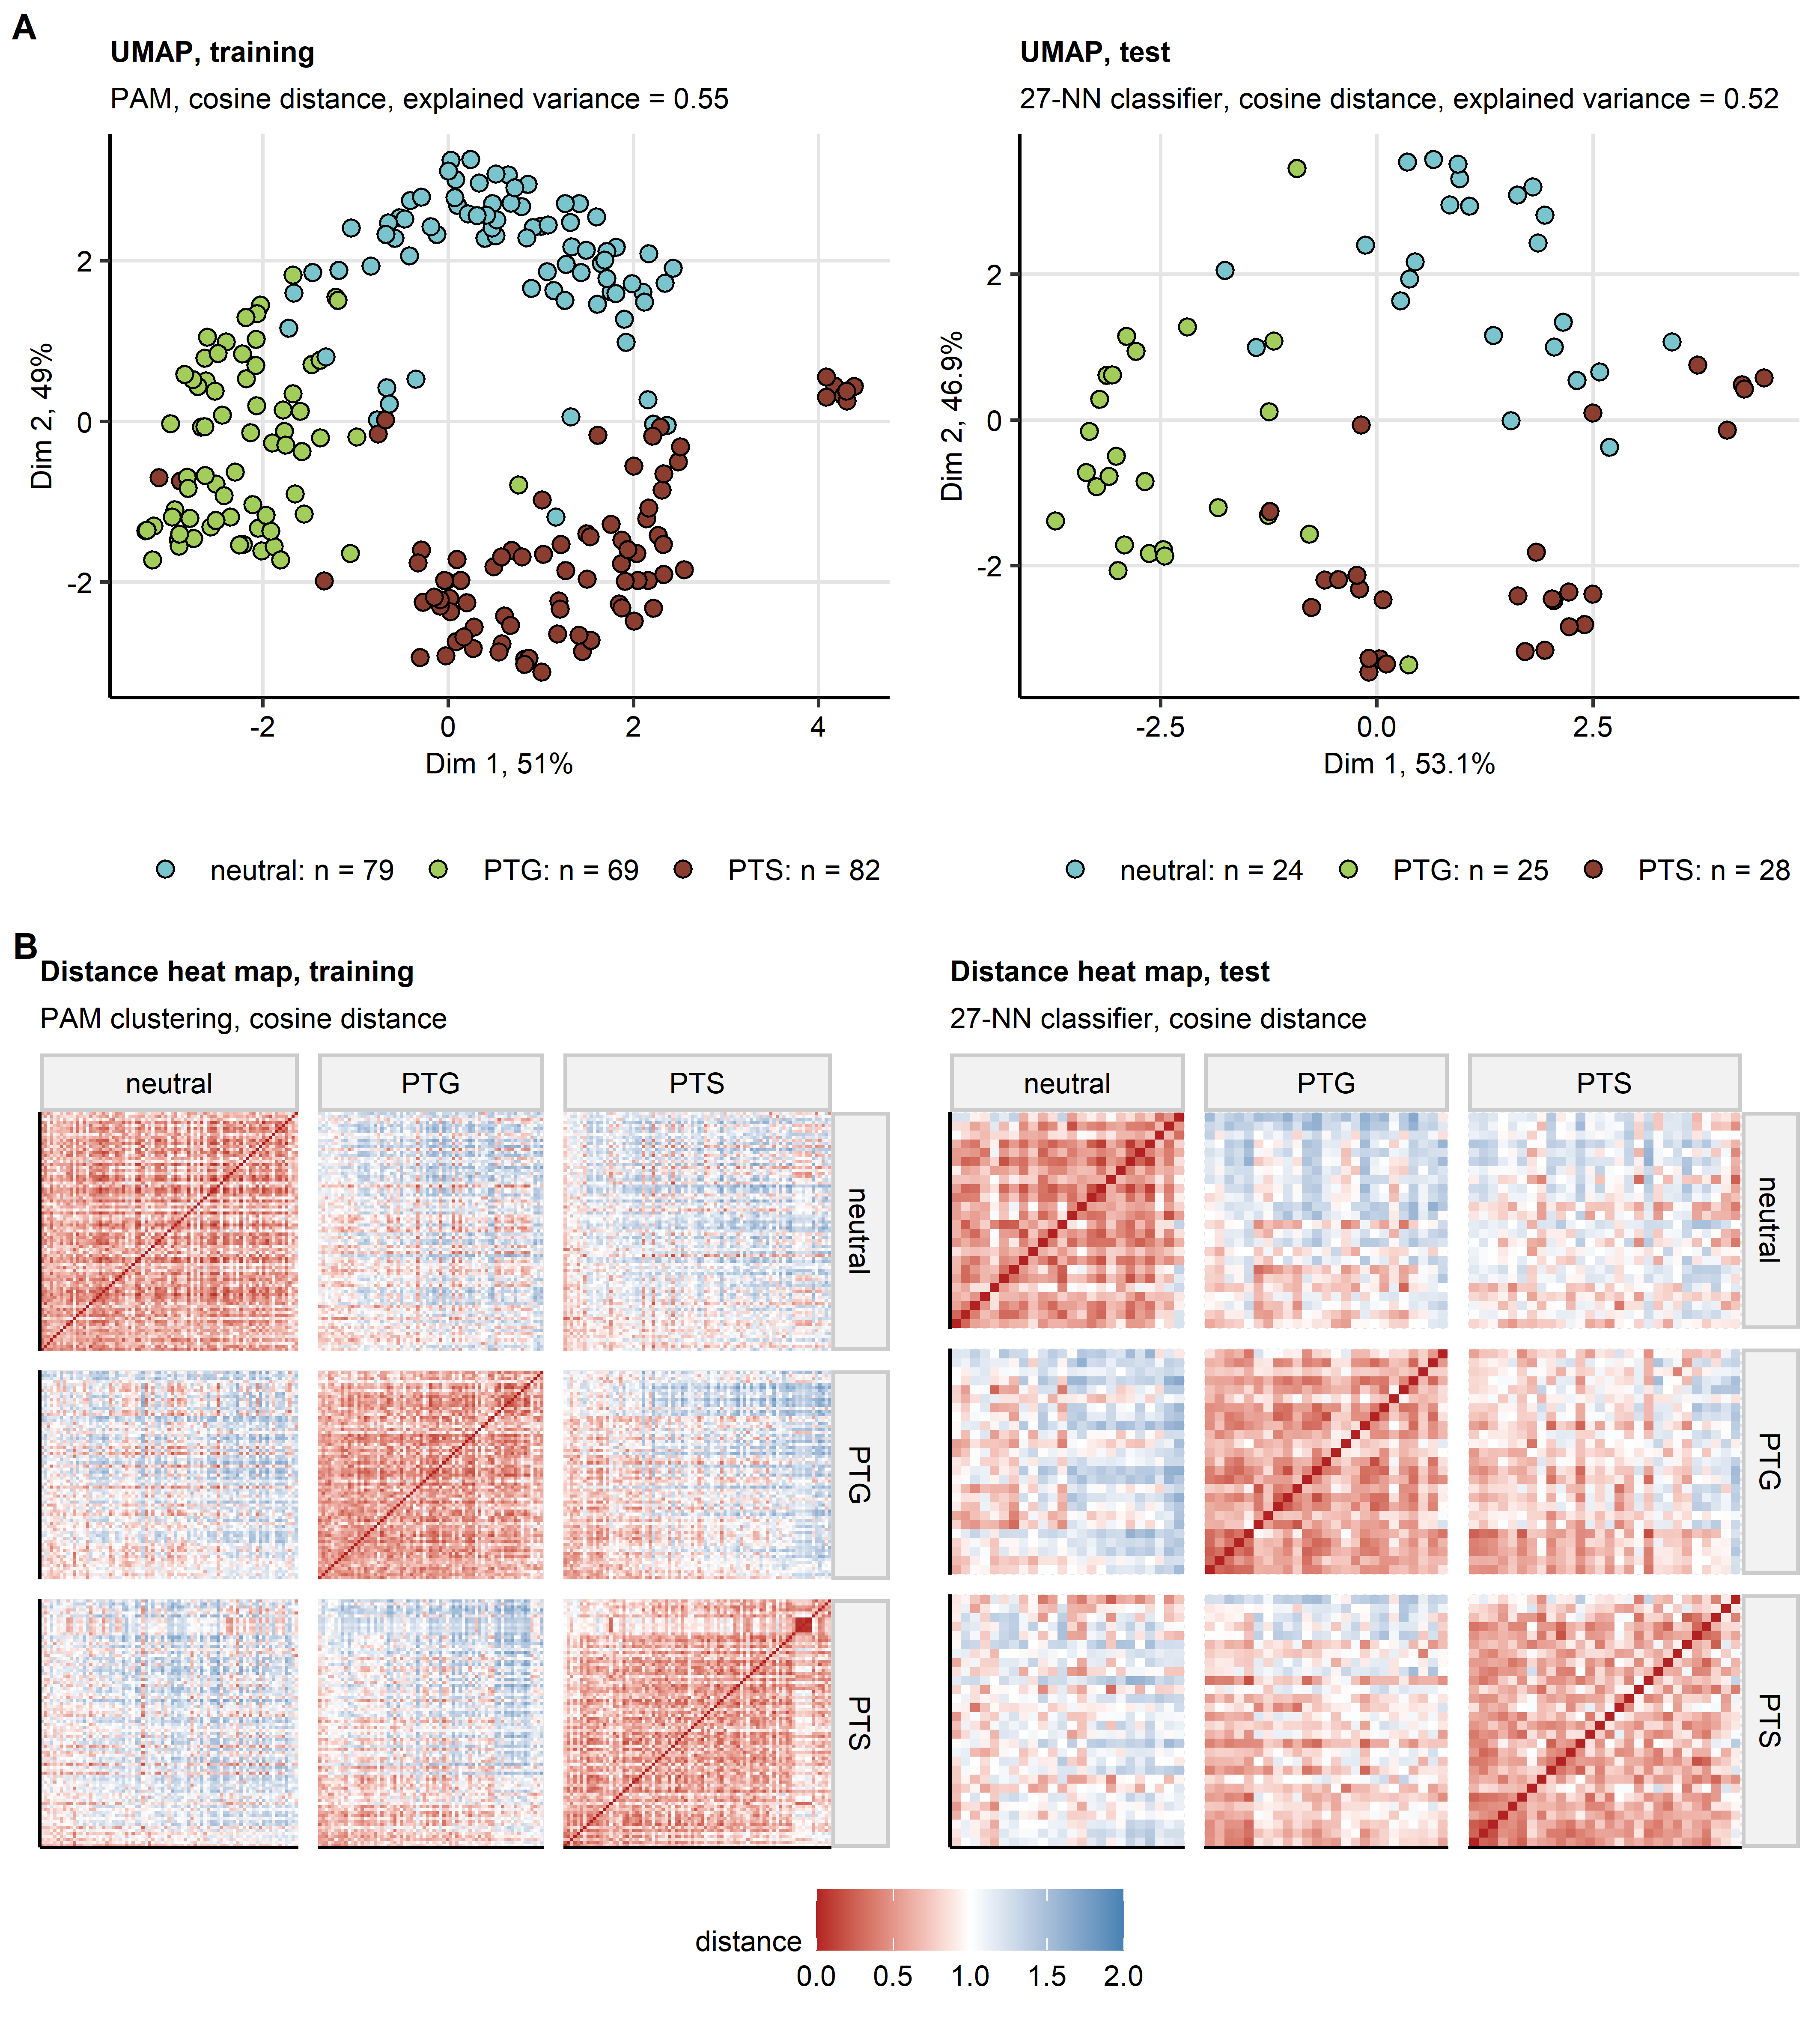 A
UMAP, training
PAM, cosine distance, explained variance = 0.55
Dim 2, 49%
2
0
-2
-2
0
2
4
Dim 1, 51%
neutral: n = 79
PTG: n = 69
PTS: n = 82
UMAP, test
27-NN classifier, cosine distance, explained variance = 0.52
Dim 2, 46.9%
2
0
-2
-2.5
0.0
2.5
Dim 1, 53.1%
neutral: n = 24
PTG: n = 25
PTS: n = 28
B
Distance heat map, training
PAM clustering, cosine distance
neutral
PTG
PTS
neutral
PTG
PTS
Distance heat map, test
27-NN classifier, cosine distance
neutral
PTG
PTS
neutral
PTG
PTS
distance
0.0
0.5
1.0
1.5
2.0